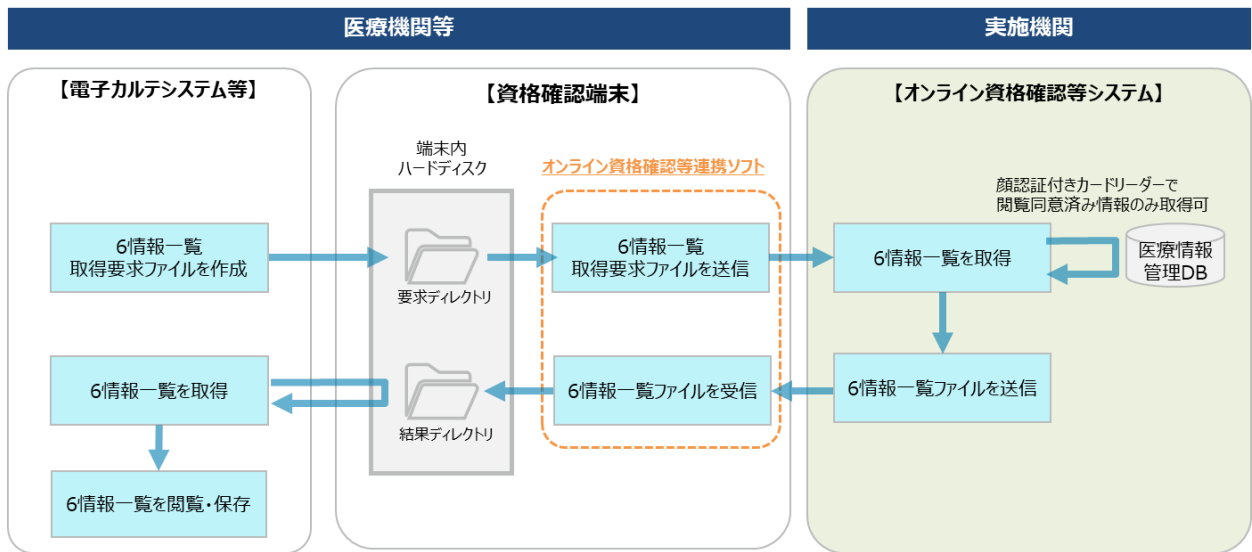 医療機関等
実施機関
【電子カルテシステム等】
【資格確認端末】
【オンライン資格確認等システム】
端末内
ハードディスク
オンライン資格確認等連携ソフト
顔認証付きカードリーダーで
閲覧同意済み情報のみ取得可
6情報一覧
取得要求ファイルを作成
要求ディレクトリ
6情報一覧
取得要求ファイルを送信
6情報一覧を取得
医療情報
管理DB
6情報一覧を取得
結果ディレクトリ
6情報一覧ファイルを受信
6情報一覧ファイルを送信
6情報一覧を閲覧・保存